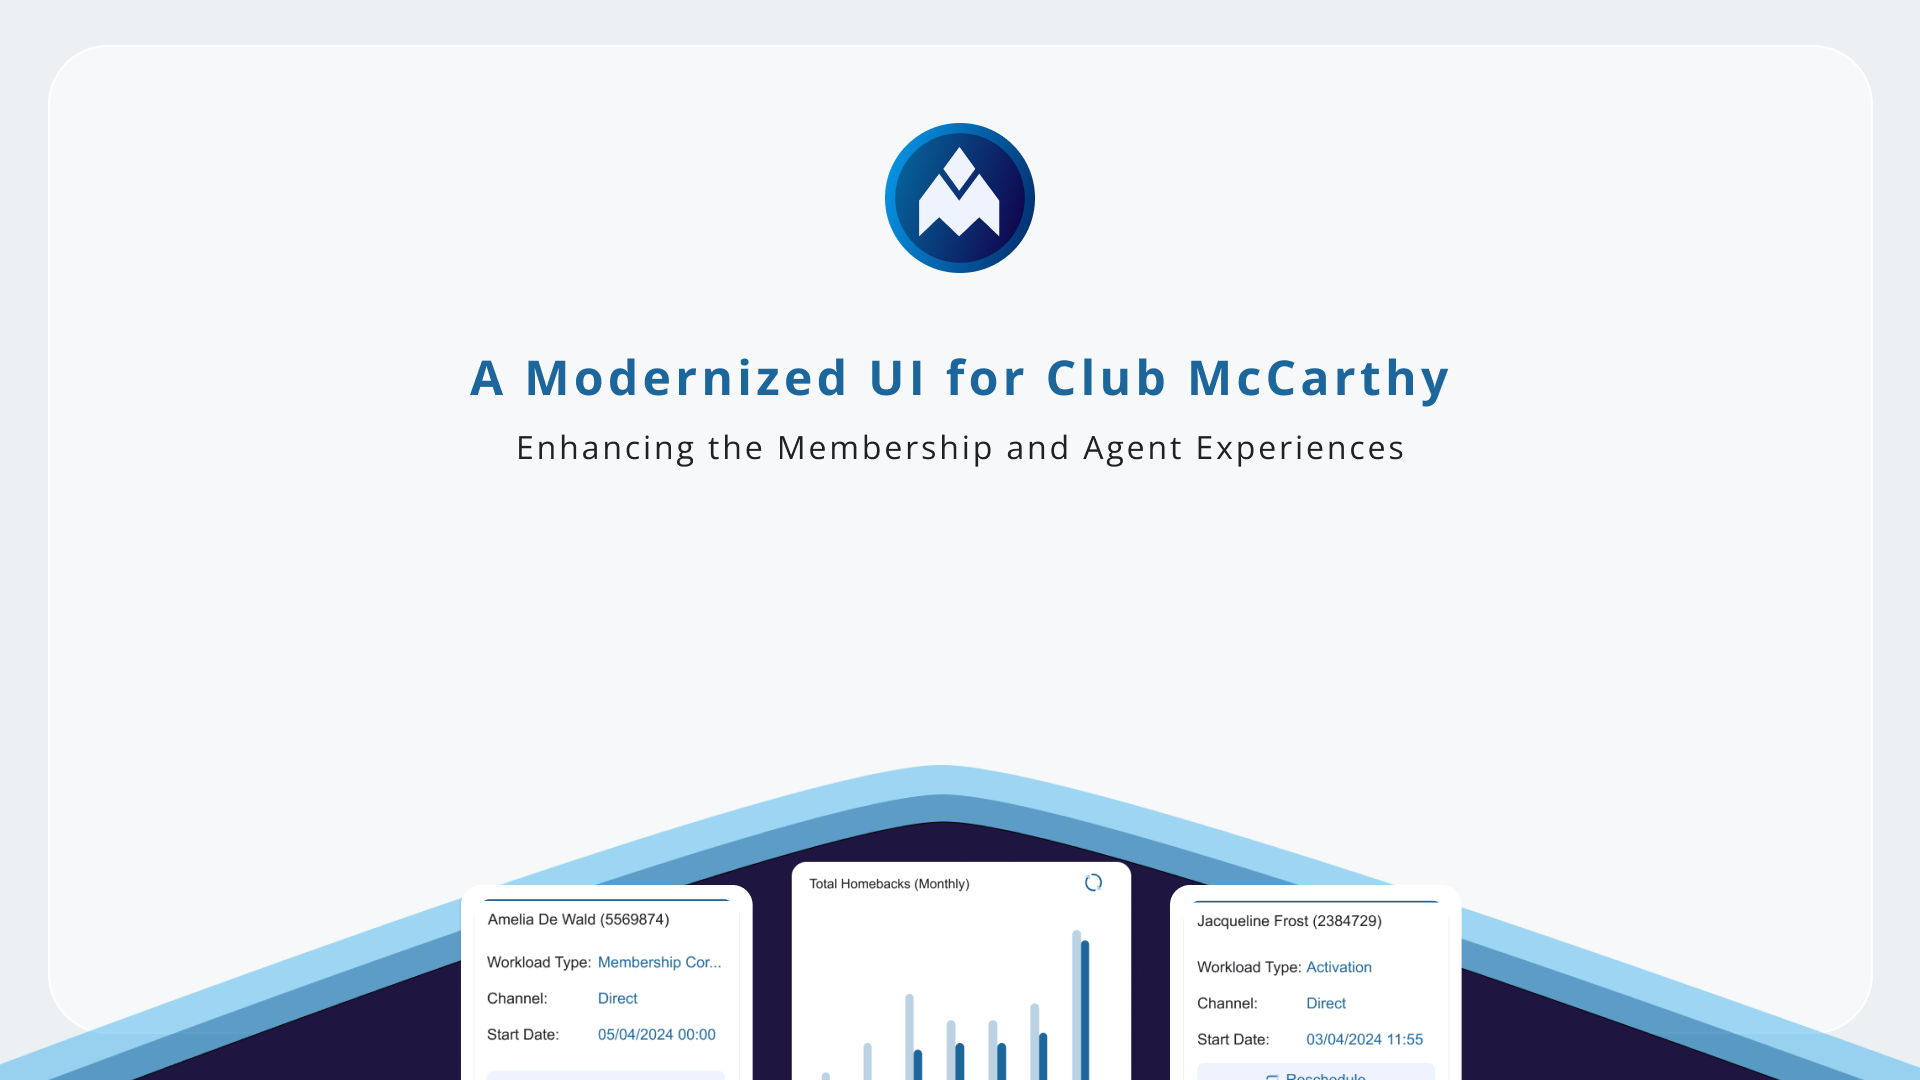 A Modernized UI for Club McCarthy
Enhancing the Membership and Agent Experiences
Amelia De Wald (5569874)
Workload Type: Membership Cor...
Channel: Direct
Start Date: 05/04/2024 00:00
Total Homebacks (Monthly)
Jacqueline Frost (2384729)
Workload Type: Activation
Channel: Direct
Start Date: 03/04/2024 11:55
Reschedule